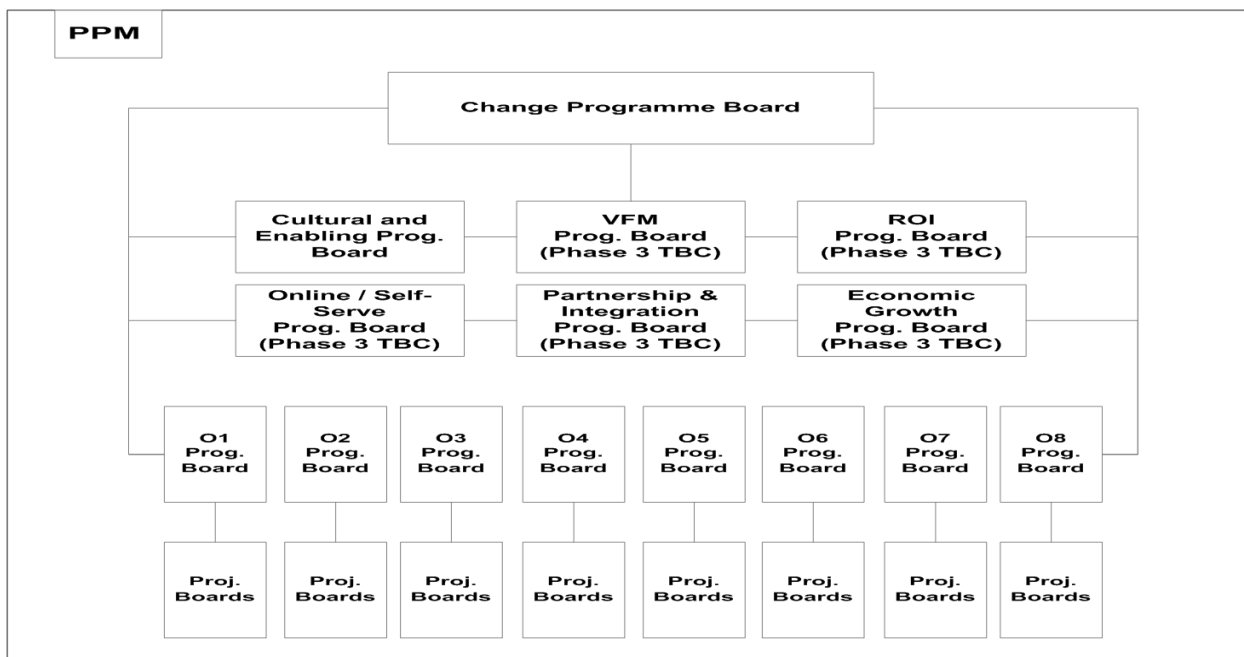 PPM
Change Programme Board
Cultural and
Enabling Prog.
Board
VFM
Prog. Board
(Phase 3 TBC)
ROI
Prog. Board
(Phase 3 TBC)
Online / Self-
Serve
Prog. Board
(Phase 3 TBC)
Partnership &
Integration
Prog. Board
(Phase 3 TBC)
Economic
Growth
Prog. Board
(Phase 3 TBC)
O1
Prog.
Board
O2
Prog.
Board
O3
Prog.
Board
O4
Prog.
Board
O5
Prog.
Board
O6
Prog.
Board
O7
Prog.
Board
O8
Prog.
Board
Proj.
Boards
Proj.
Boards
Proj.
Boards
Proj.
Boards
Proj.
Boards
Proj.
Boards
Proj.
Boards
Proj.
Boards